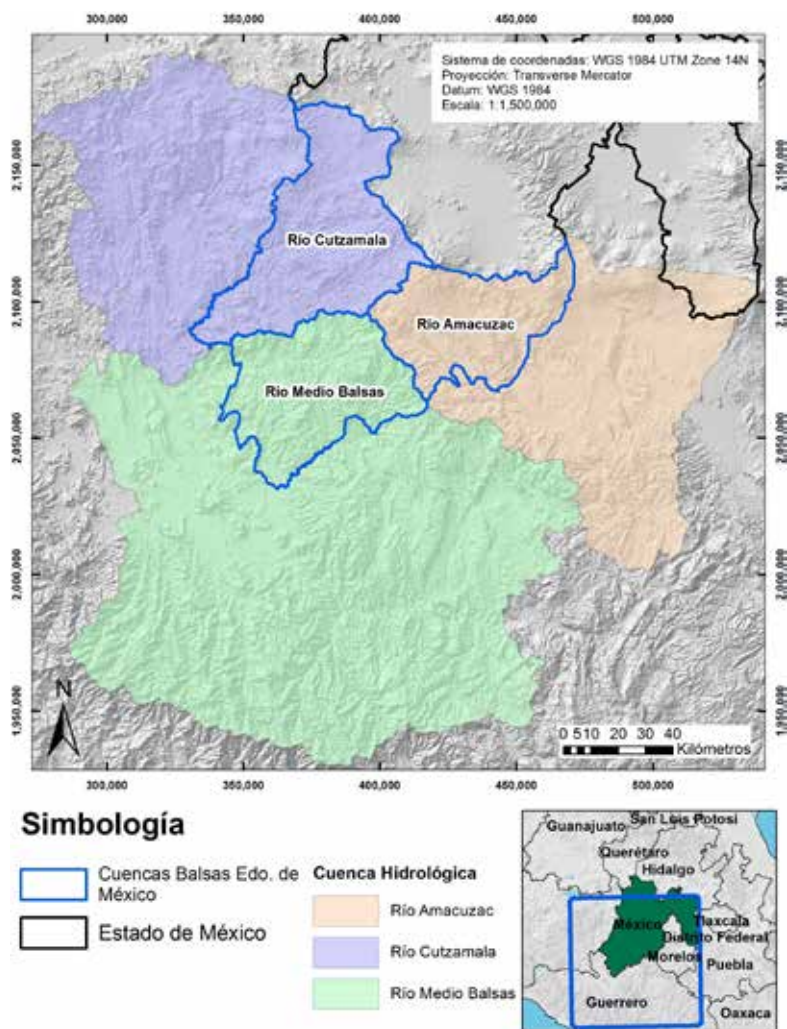 300,000 350,000 400,000 450,000 500,000
Sistema de coordenadas: WGS 1984 UTM Zone 14N
Proyección: Transverse Mercator
Datum: WGS 1984
Escala: 1:1,500,000
2,150,000 2,150,000
Río Cutzamala
2,100,000 2,100,000
Río Amacuzac
Río Medio Balsas
2,050,000 2,050,000
2,000,000 2,000,000
1,950,000 1,950,000
N
0 5 10 20 30 40
Kilómetros
300,000 350,000 400,000 450,000 500,000
Simbología
Cuencas Balsas Edo. de
México
Estado de México
Cuenca Hidrológica
Río Amacuzac
Río Cutzamala
Río Medio Balsas
San Luis Potosí
Guanajuato
Querétaro
Hidalgo
México
Tlaxcala
Distrito Federal
Morelos
Puebla
Guerrero
Oaxaca